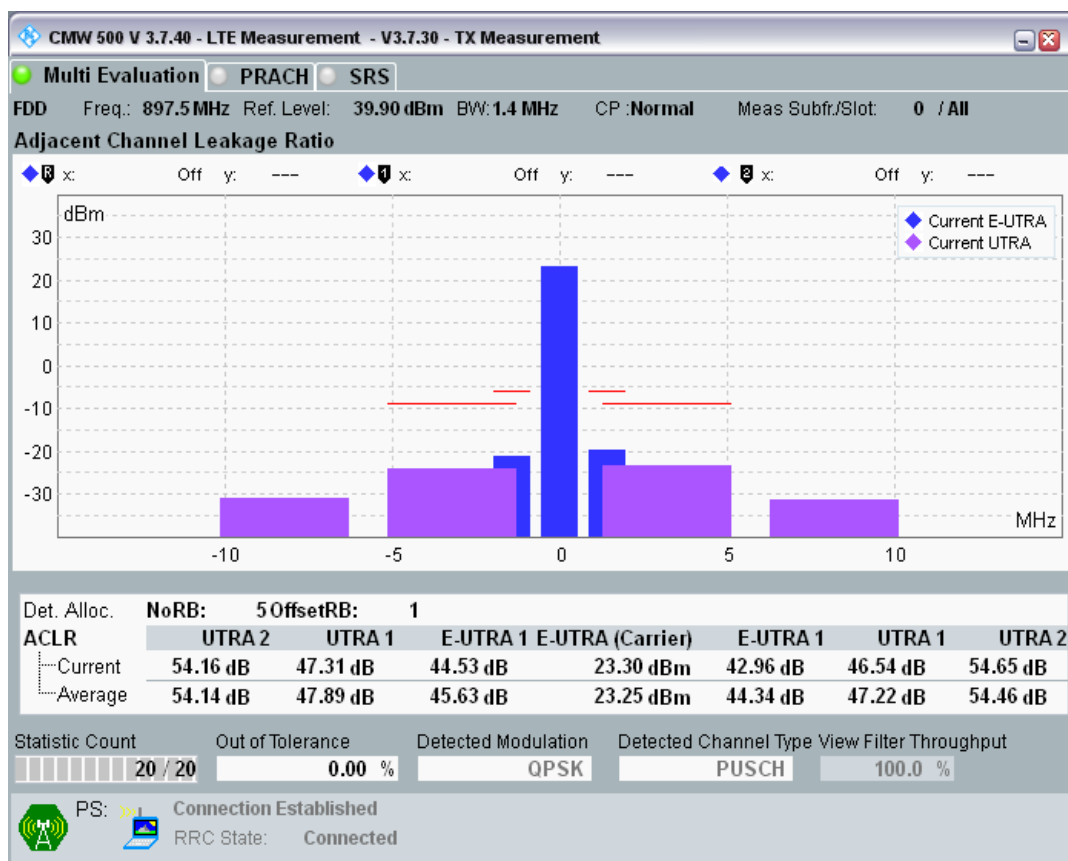 CMW 500 V 3.7.40 - LTE Measurement - V3.7.30 - TX Measurement
Multi Evaluation PRACH SRS
FDD Freq.: 897.5 MHz Ref. Level: 39.90 dBm BW: 1.4 MHz CP :Normal Meas Subfr./Slot: 0 / All
Adjacent Channel Leakage Ratio
R x: Off y: --- 1 x: Off y: --- 2 x: Off y: ---
dBm
Current E-UTRA
Current UTRA
30
20
10
0
-10
-20
-30
MHz
-10 -5 0 5 10
Det. Alloc. NoRB: 5 OffsetRB: 1
ACLR UTRA 2 UTRA 1 E-UTRA 1 E-UTRA (Carrier) E-UTRA 1 UTRA 1 UTRA 2
Current 54.16 dB 47.31 dB 44.53 dB 23.30 dBm 42.96 dB 46.54 dB 54.65 dB
Average 54.14 dB 47.89 dB 45.63 dB 23.25 dBm 44.34 dB 47.22 dB 54.46 dB
Statistic Count Out of Tolerance Detected Modulation Detected Channel Type View Filter Throughput
20 / 20 0.00 % QPSK PUSCH 100.0 %
PS: Connection Established
RRC State: Connected